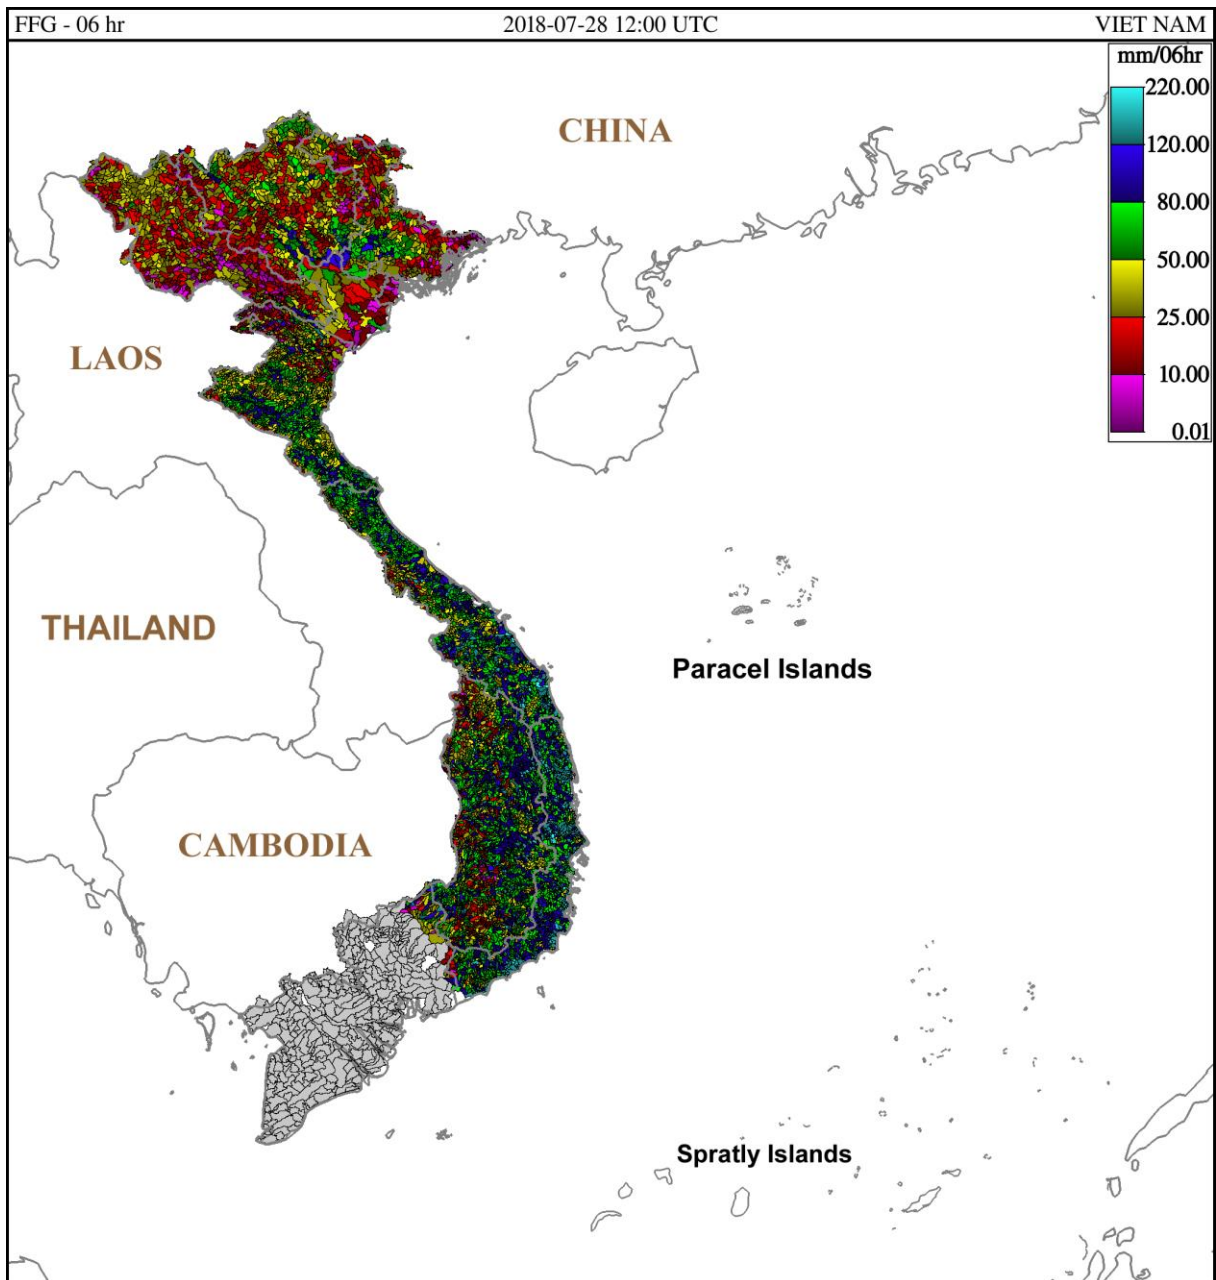 FFG - 06 hr
2018-07-28 12:00 UTC
VIET NAM
mm/06hr
220.00
120.00
80.00
50.00
25.00
10.00
0.01
CHINA
LAOS
THAILAND
Paracel Islands
CAMBODIA
Spratly Islands